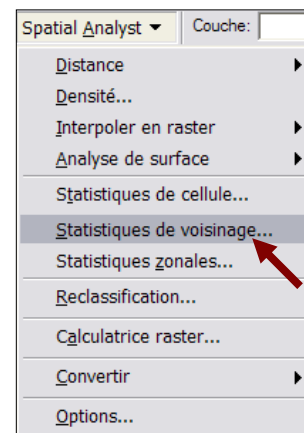 Spatial Analyst Couche:
Distance
Densité...
Interpoler en raster
Analyse de surface
Statistiques de cellule...
Statistiques de voisinage...
Statistiques zonales...
Reclassification...
Calculatrice raster...
Convertir
Options...